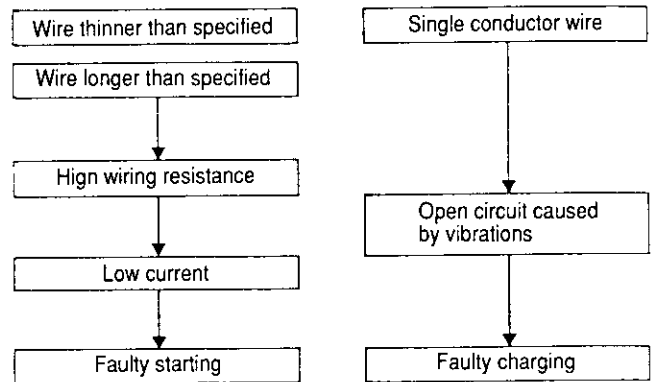 Wire thinner than specified
Wire longer than specified
Hign wiring resistance
Low current
Faulty starting
Single conductor wire
Open circuit caused
by vibrations
Faulty charging